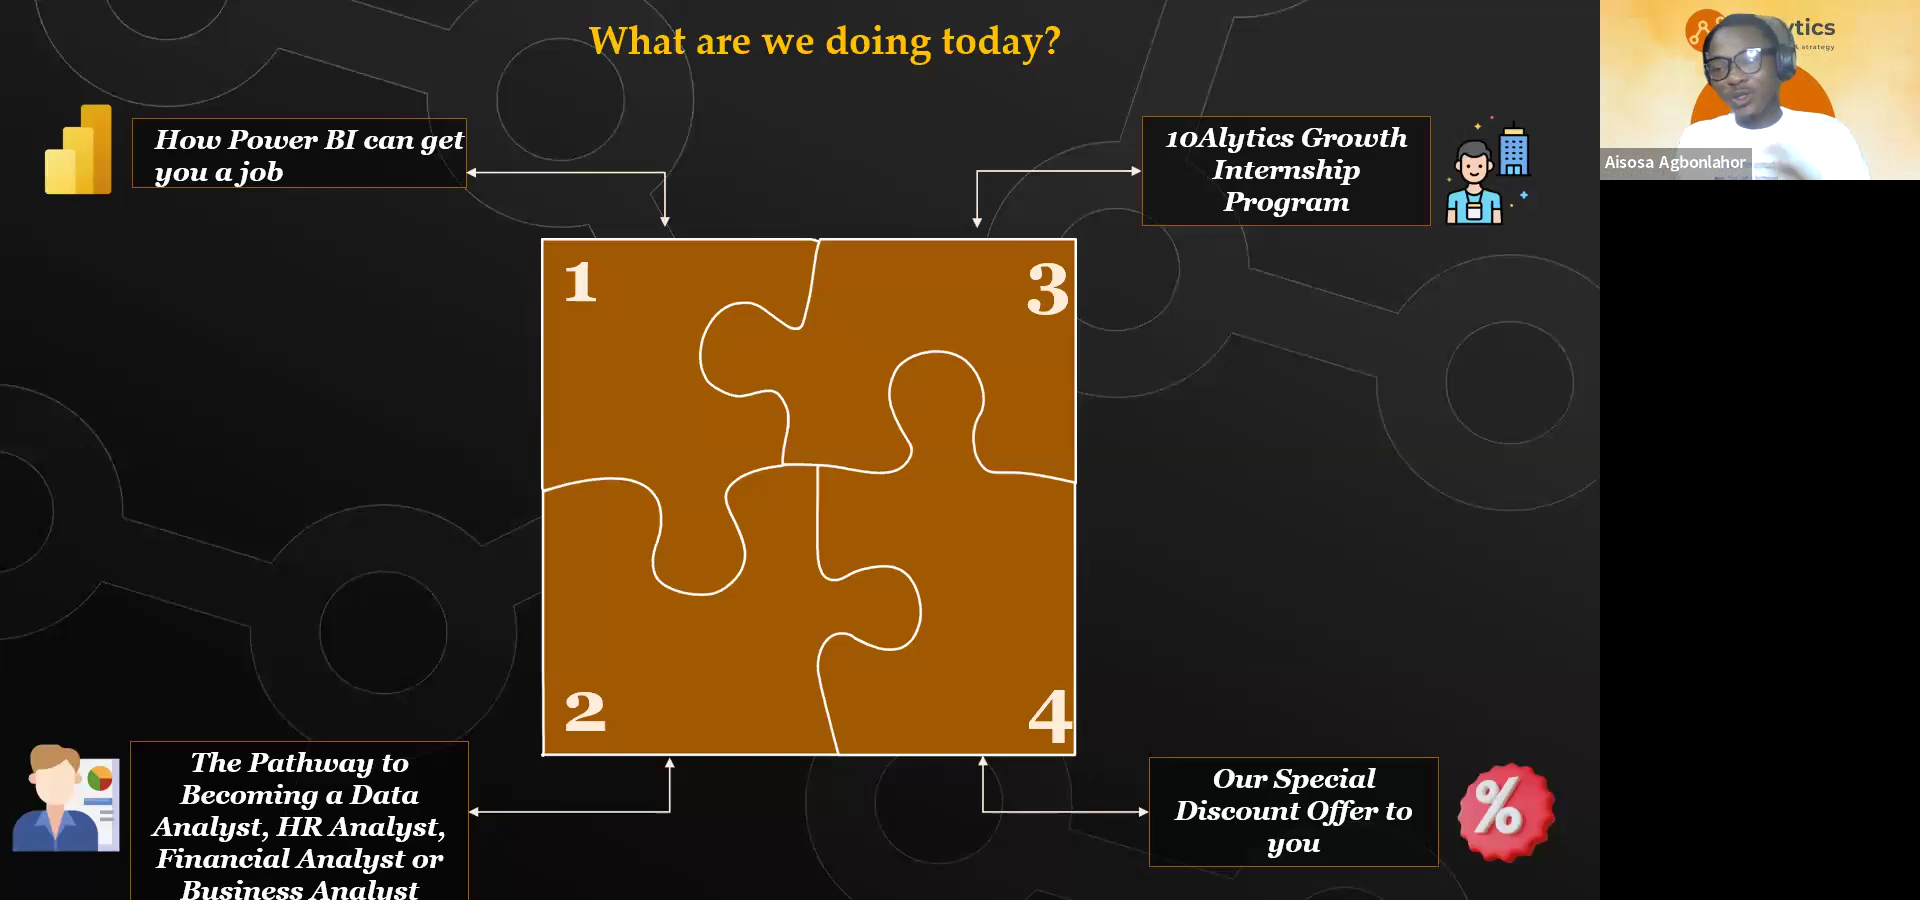 What are we doing today?
How Power BI can get
you a job
10Alytics Growth
Internship
Program
1
3
2
4
The Pathway to
Becoming a Data
Analyst, HR Analyst,
Financial Analyst or
Business Analyst
Our Special
Discount Offer to
you
%
ytics
& strategy
Aisosa Agbonlahor